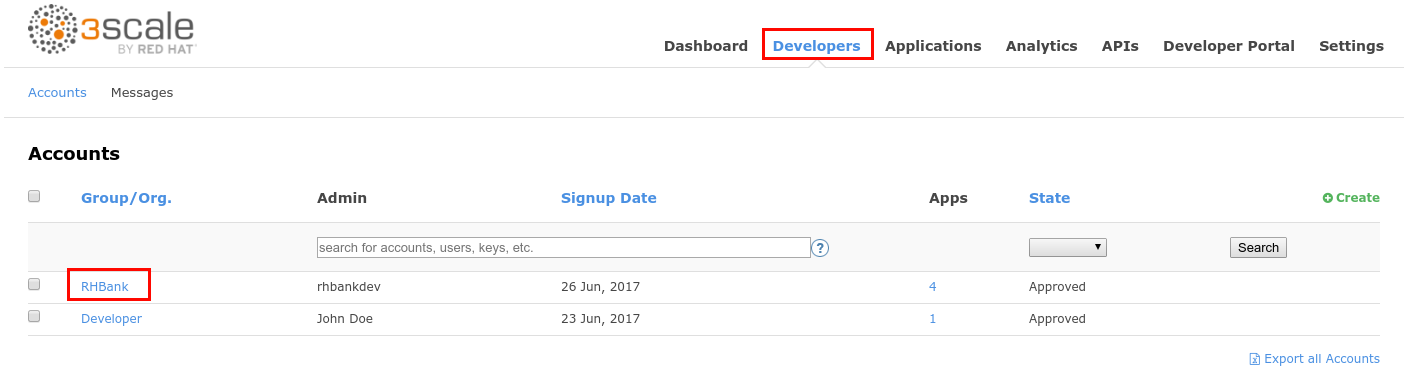 3scale
BY RED HAT
Dashboard Developers Applications Analytics APIs Developer Portal Settings
Accounts Messages
Accounts
Group/Org. Admin Signup Date Apps State Create
search for accounts, users, keys, etc. ? Search
RHBank rhbankdev 26 Jun, 2017 4 Approved
Developer John Doe 23 Jun, 2017 1 Approved
Export all Accounts